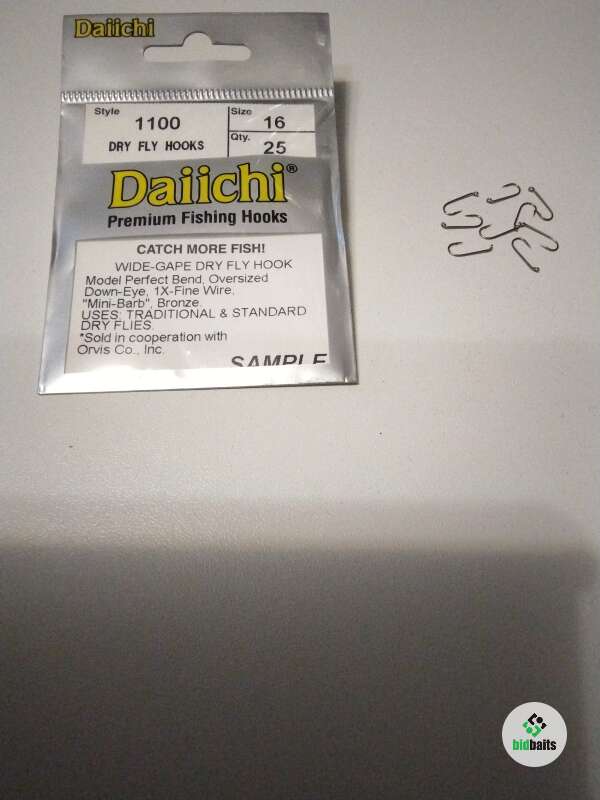 Daiichi
Style
1100
DRY FLY HOOKS
Size
16
Qty.
25
Daiichi®
Premium Fishing Hooks
CATCH MORE FISH!
WIDE-GAPE DRY FLY HOOK
Model Perfect Bend, Oversized
Down-Eye, 1X-Fine Wire,
"Mini-Barb", Bronze.
USES: TRADITIONAL & STANDARD
DRY FLIES.
*Sold in cooperation with
Orvis Co., Inc.
SAMPLE
bidbaits